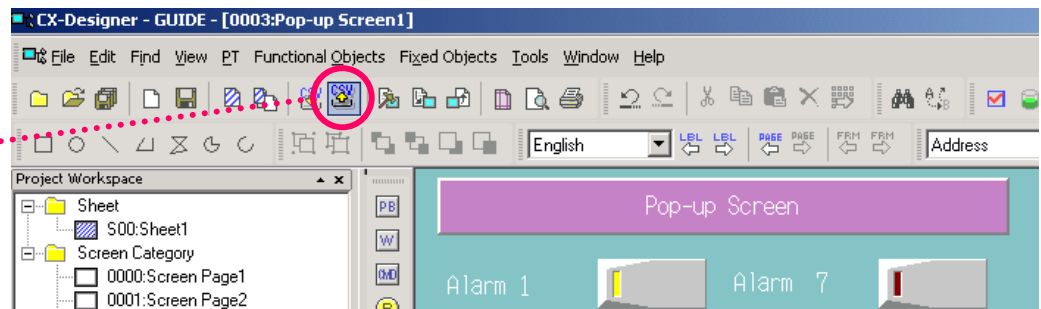 CX-Designer - GUIDE - [0003:Pop-up Screen1]
File Edit Find View PT Functional Objects Fixed Objects Tools Window Help
CSV
English LBL LBL PAGE PAGE FRM FRM Address
Project Workspace
Sheet
S00:Sheet1
Screen Category
0000:Screen Page1
0001:Screen Page2
PB
W
CMD
P
Pop-up Screen
Alarm 1 Alarm 7